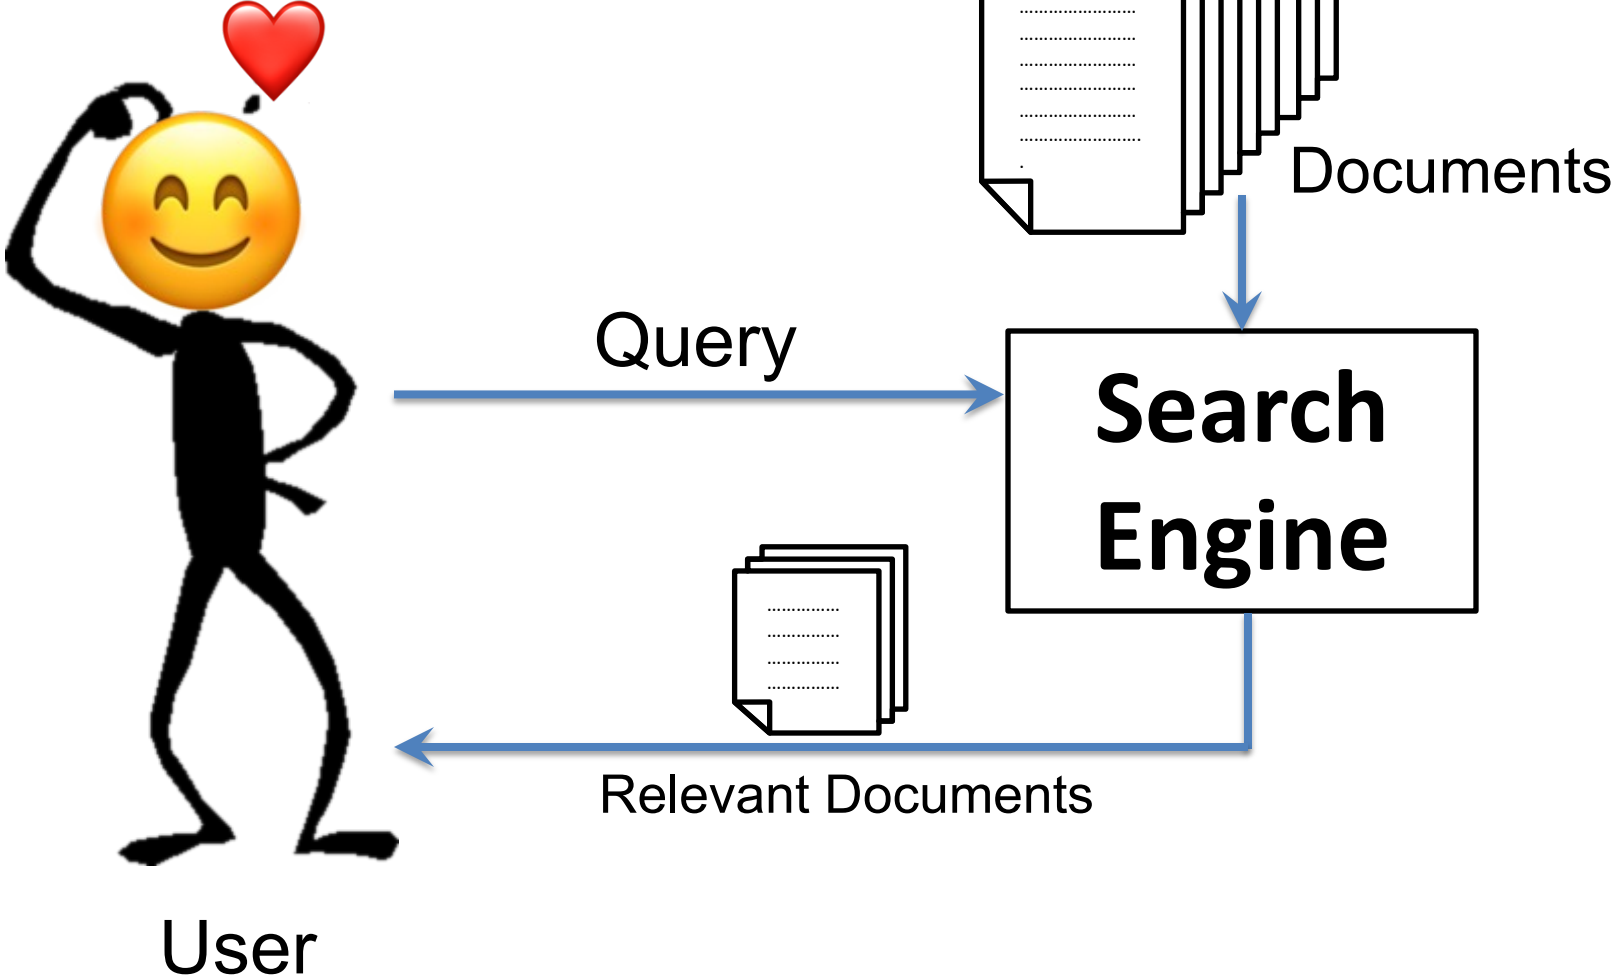 Documents
Query
Search
Engine
Relevant Documents
User